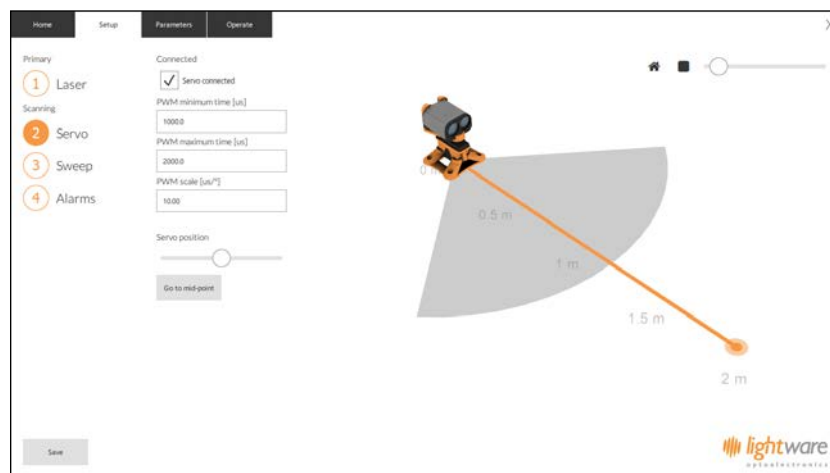 Home Setup Parameters Operate
Primary
1 Laser
Scanning
2 Servo
3 Sweep
4 Alarms
Save
Connected
Servo connected
PWM minimum time [us]
1000.0
PWM maximum time [us]
2000.0
PWM scale [us/°]
10.00
Servo position
Go to mid-point
0.5 m
1 m
1.5 m
2 m
lightware
optoelectronics